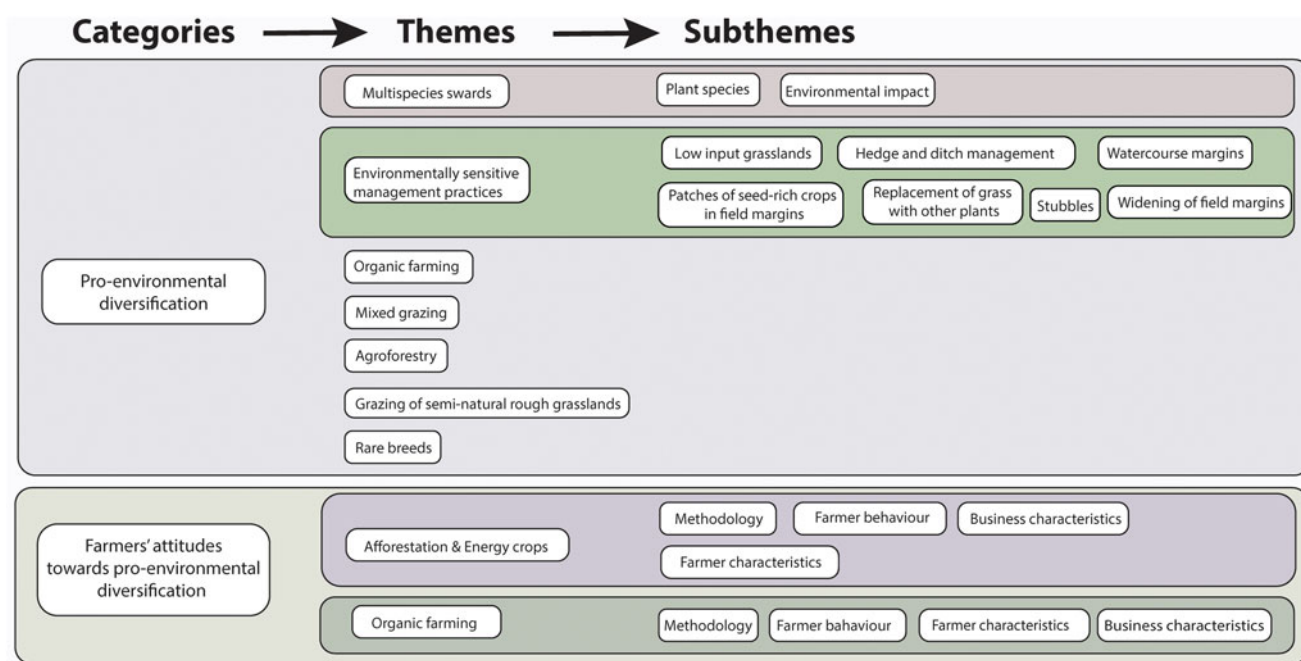 Categories Themes Subthemes
Multispecies swards
Plant species
Environmental impact
Environmentally sensitive
management practices
Low input grasslands
Hedge and ditch management
Watercourse margins
Patches of seed-rich crops
in field margins
Replacement of grass
with other plants
Stubbles
Widening of field margins
Pro-environmental
diversification
Organic farming
Mixed grazing
Agroforestry
Grazing of semi-natural rough grasslands
Rare breeds
Farmers' attitudes
towards pro-environmental
diversification
Afforestation & Energy crops
Methodology
Farmer behaviour
Business characteristics
Farmer characteristics
Organic farming
Methodology
Farmer bahaviour
Farmer characteristics
Business characteristics